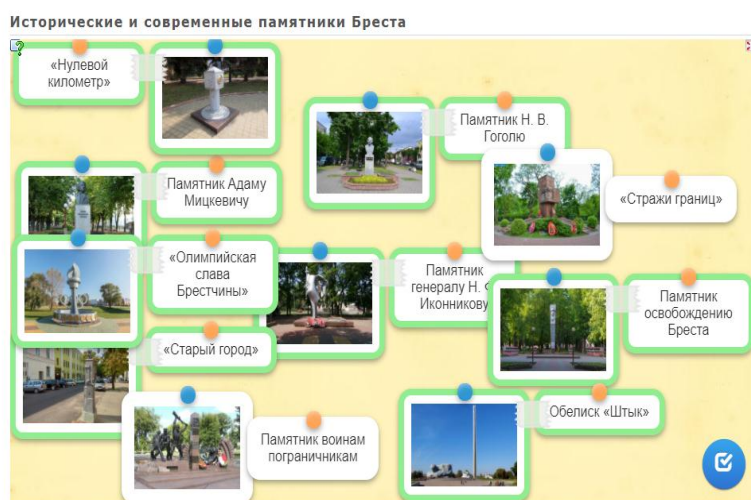 Исторические и современные памятники Бреста
«Нулевой
километр»
Памятник Н. В.
Гоголю
Памятник Адаму
Мицкевичу
«Стражи границ»
«Олимпийская
слава
Брестчины»
Памятник
генералу Н. Ф
Иконникову
Памятник
освобождению
Бреста
«Старый город»
Обелиск «Штык»
Памятник воинам
пограничникам